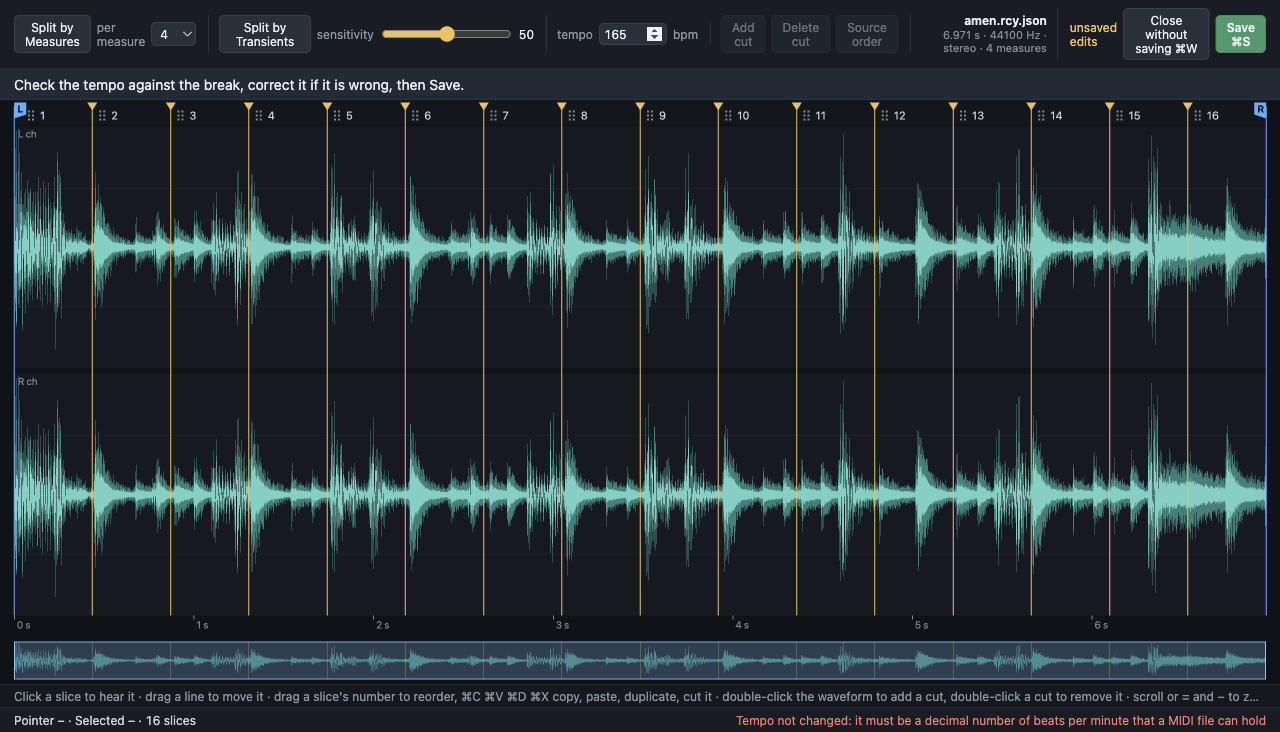 Split by
Measures
per
measure
4
Split by
Transients
sensitivity
50
tempo
165
bpm
Add
cut
Delete
cut
Source
order
amen.rcy.json
6.971 s · 44100 Hz ·
stereo · 4 measures
unsaved
edits
Close
without
saving ⌘W
Save
⌘S
Check the tempo against the break, correct it if it is wrong, then Save.
L 1 2 3 4 5 6 7 8 9 10 11 12 13 14 15 16 R
L ch
R ch
0 s 1 s 2 s 3 s 4 s 5 s 6 s
Click a slice to hear it · drag a line to move it · drag a slice's number to reorder, ⌘C ⌘V ⌘D ⌘X copy, paste, duplicate, cut it · double-click the waveform to add a cut, double-click a cut to remove it · scroll or = and – to z...
Pointer – · Selected – · 16 slices
Tempo not changed: it must be a decimal number of beats per minute that a MIDI file can hold